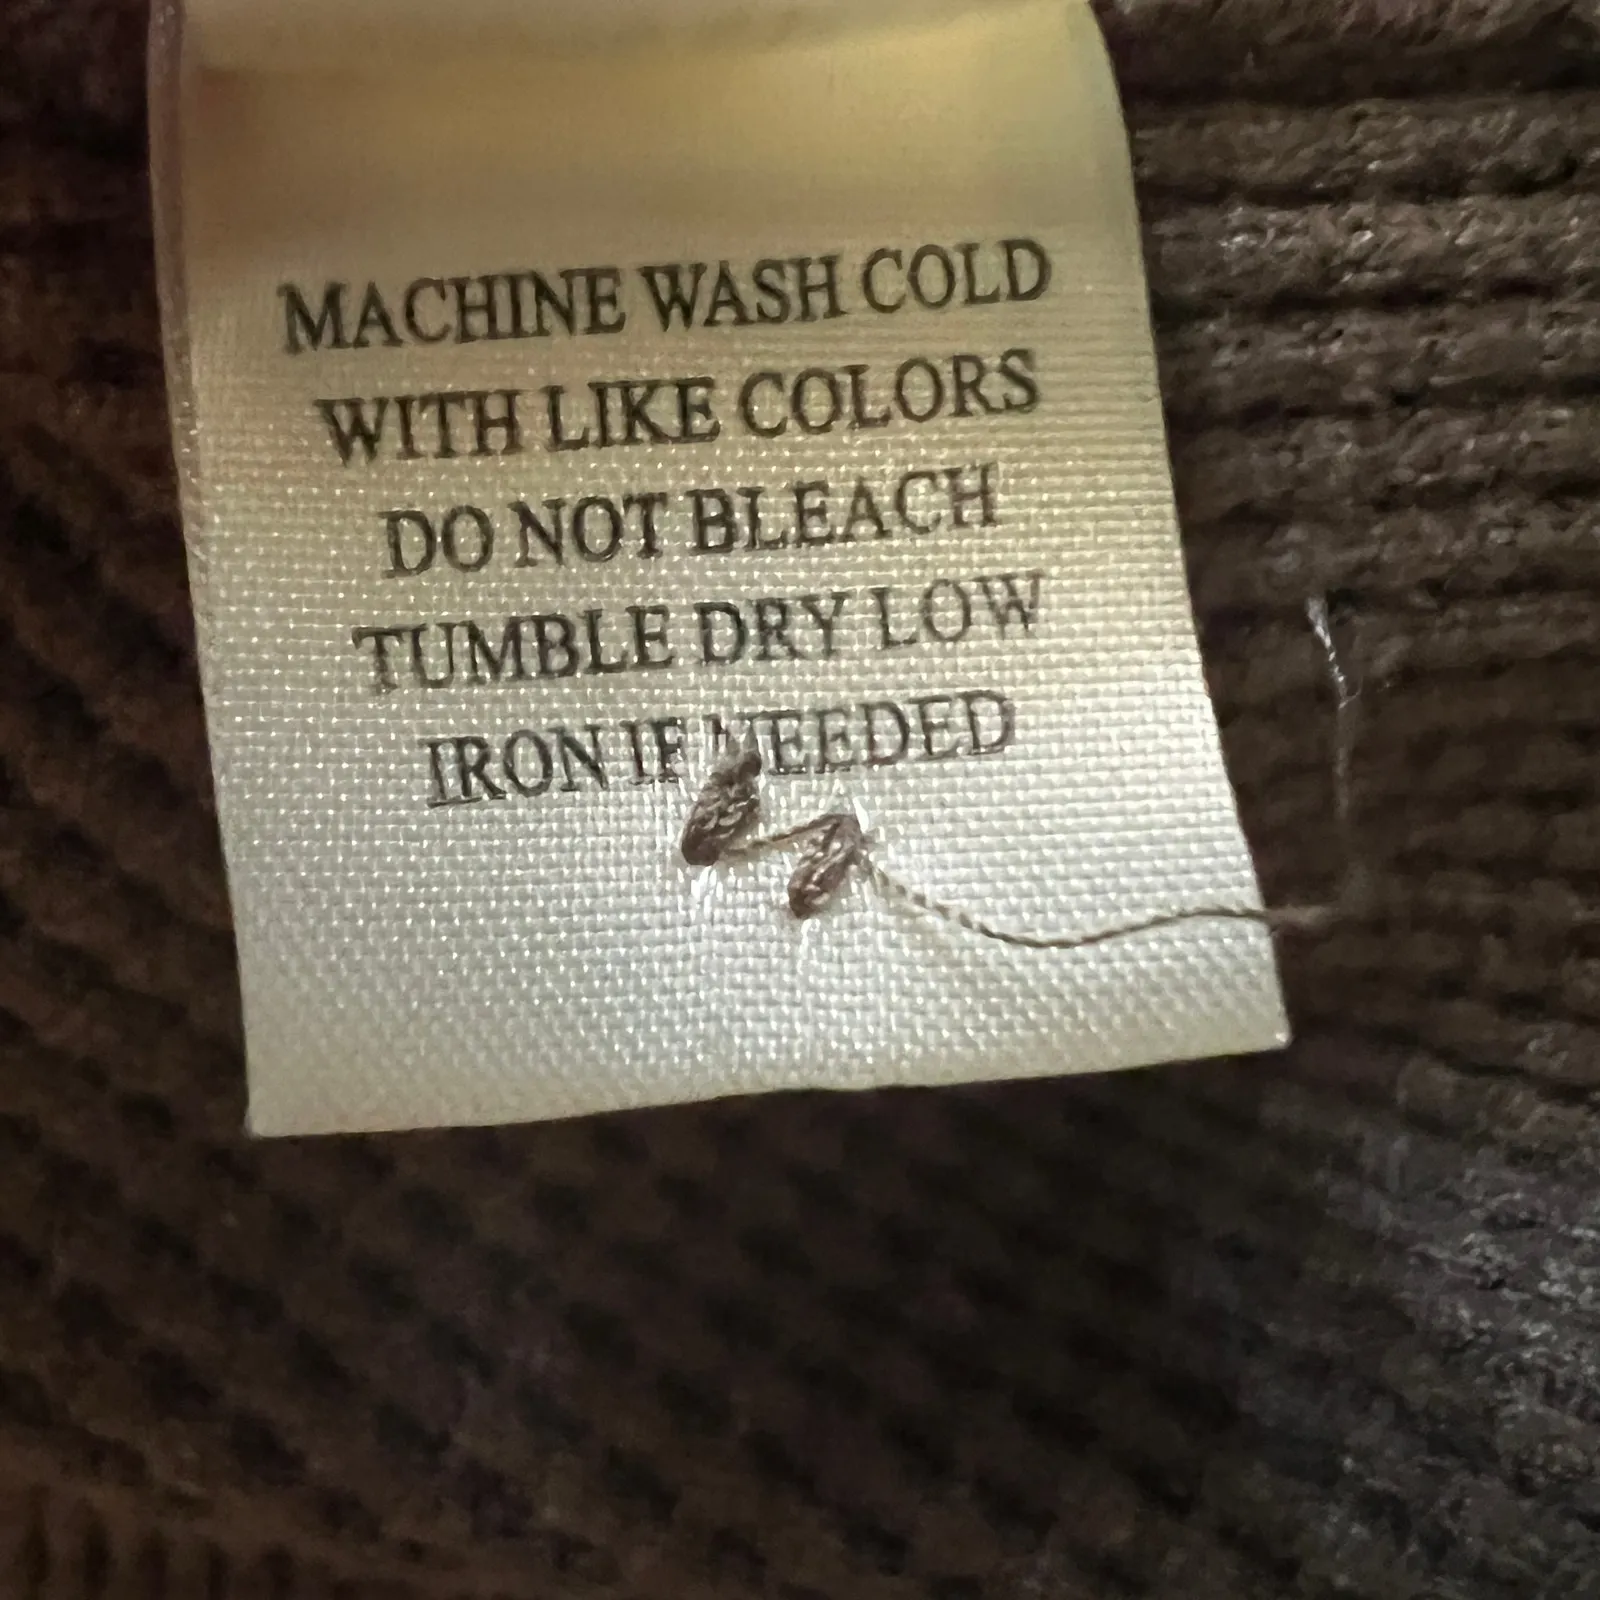 MACHINE WASH COLD
WITH LIKE COLORS
DO NOT BLEACH
TUMBLE DRY LOW
IRON IF NEEDED